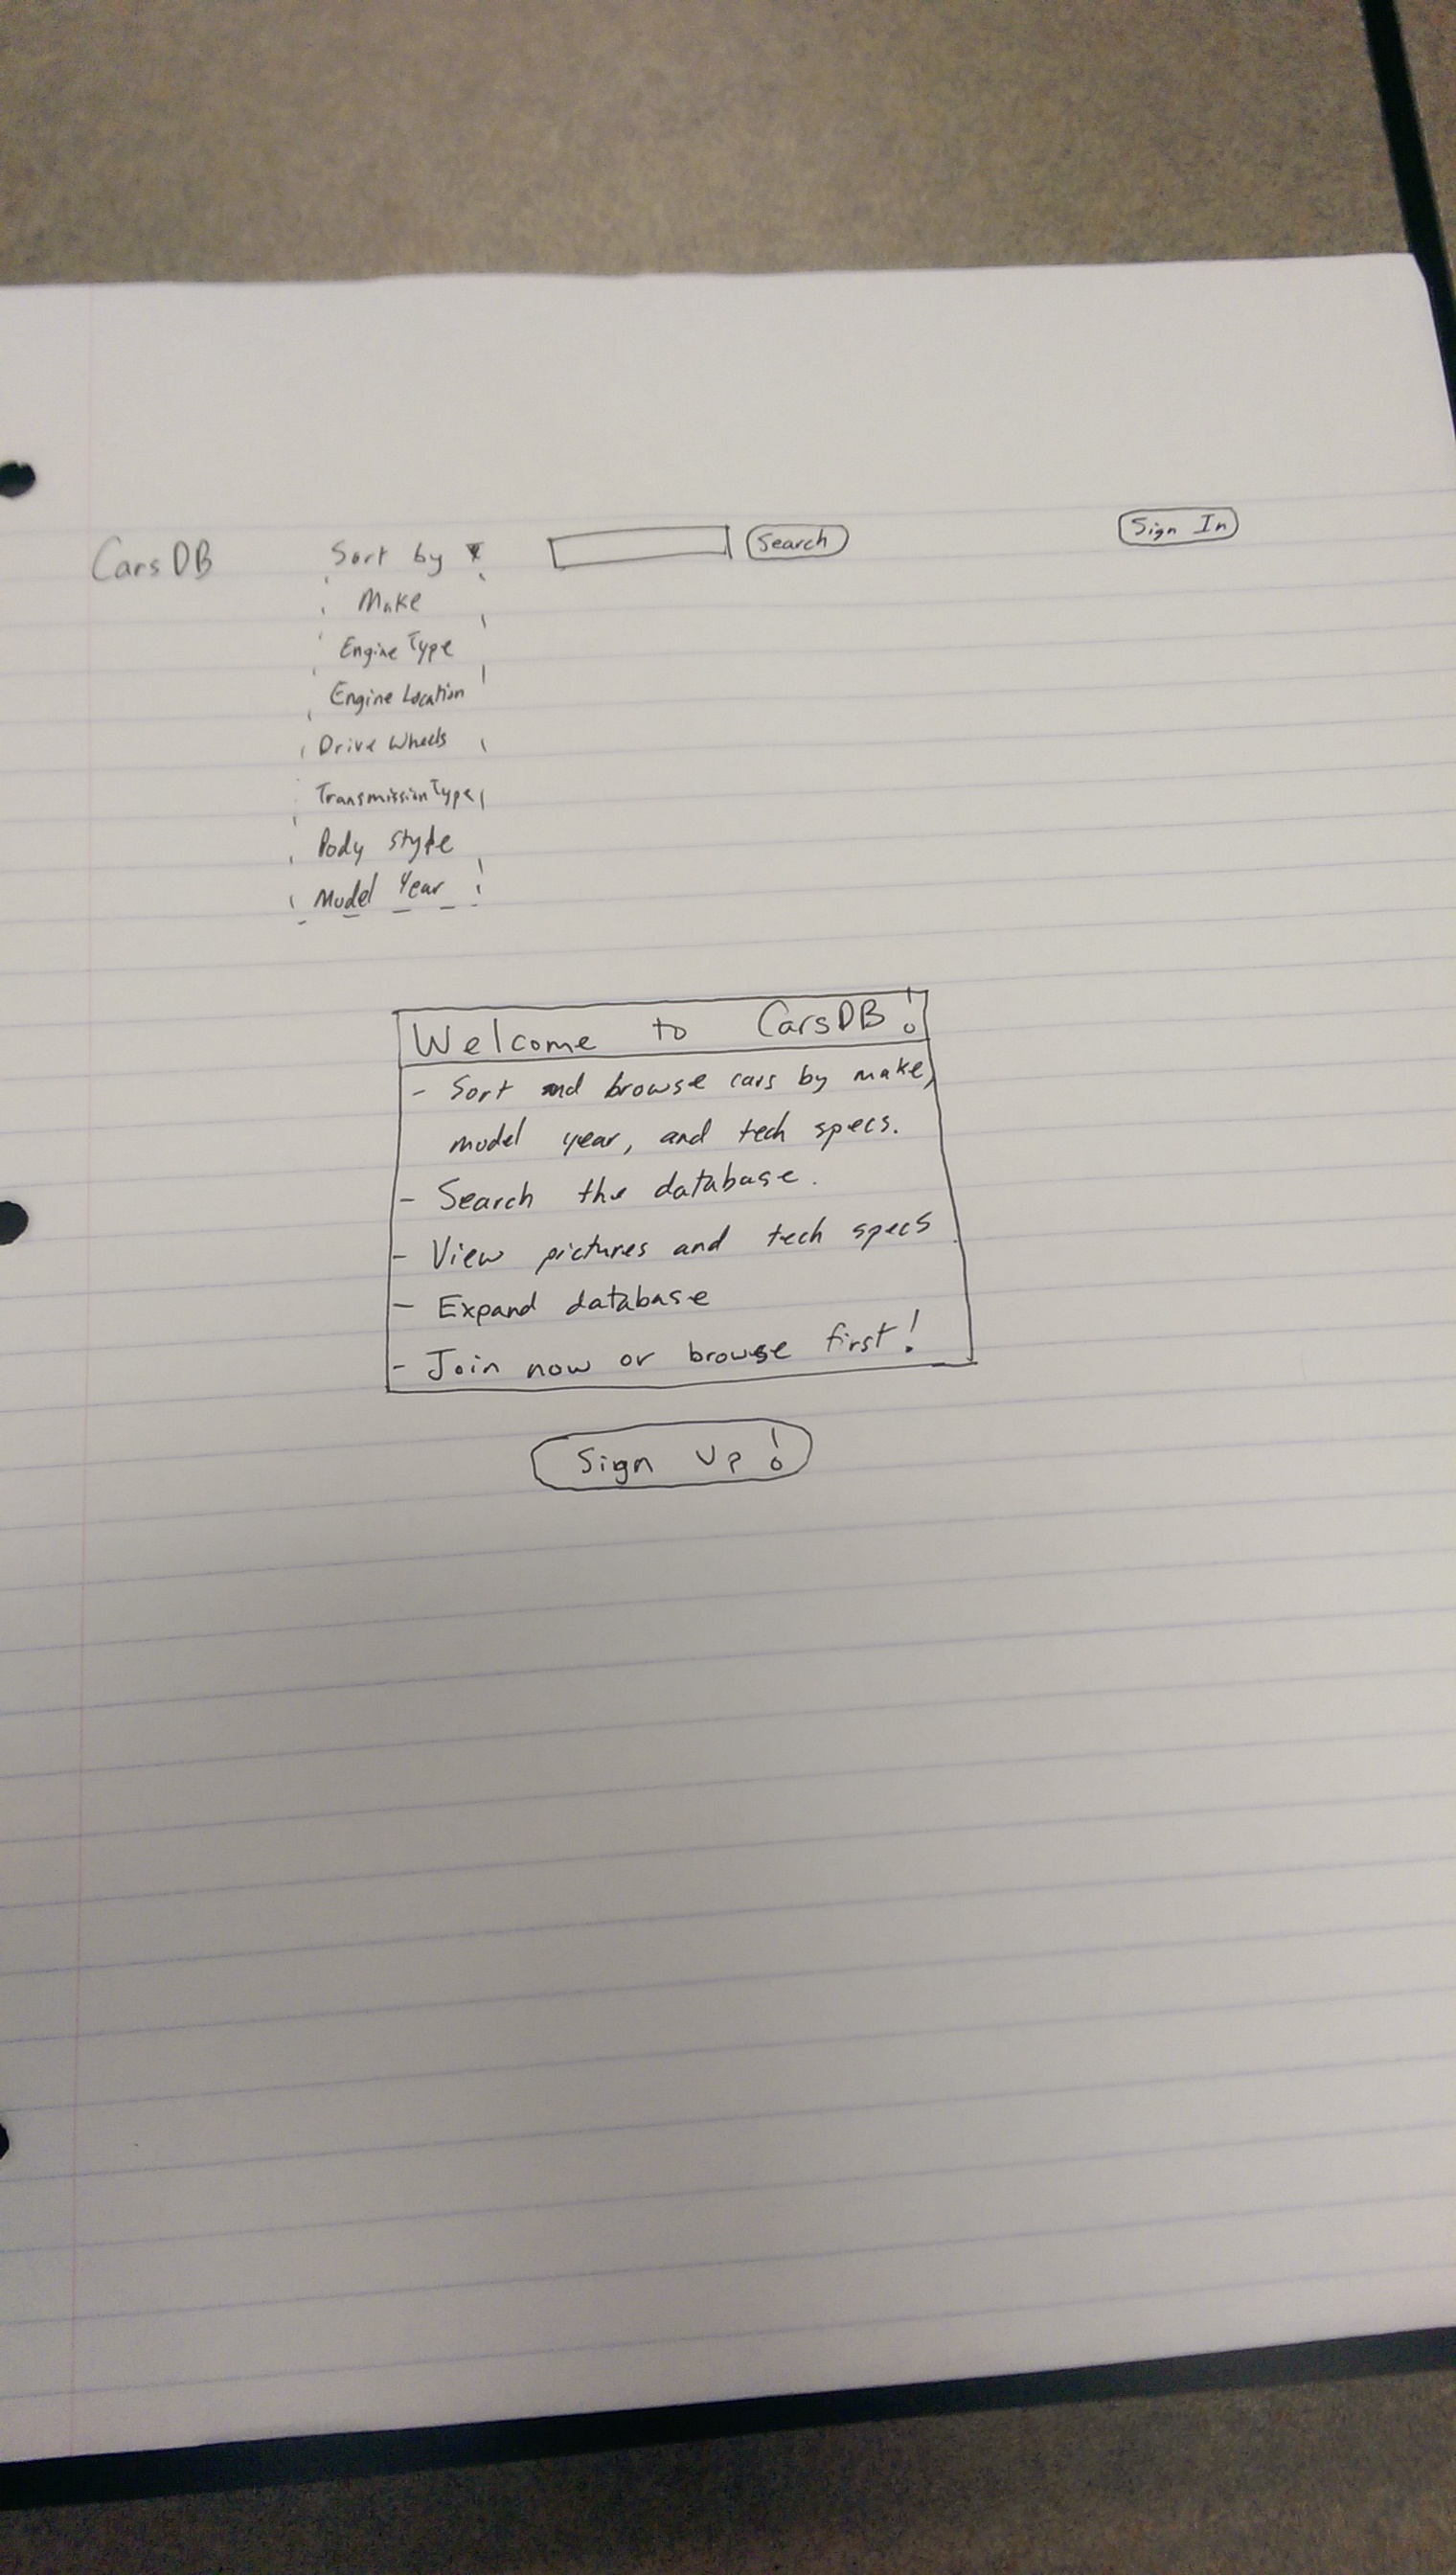 CarsDB Sort by ▼ Search Sign In
Make
Engine Type
Engine Location
Drive Wheels
Transmission Type
Body Style
Model Year
Welcome to CarsDB!
- Sort and browse cars by make,
model year, and tech specs.
- Search the database.
- View pictures and tech specs.
- Expand database
- Join now or browse first!
Sign Up!